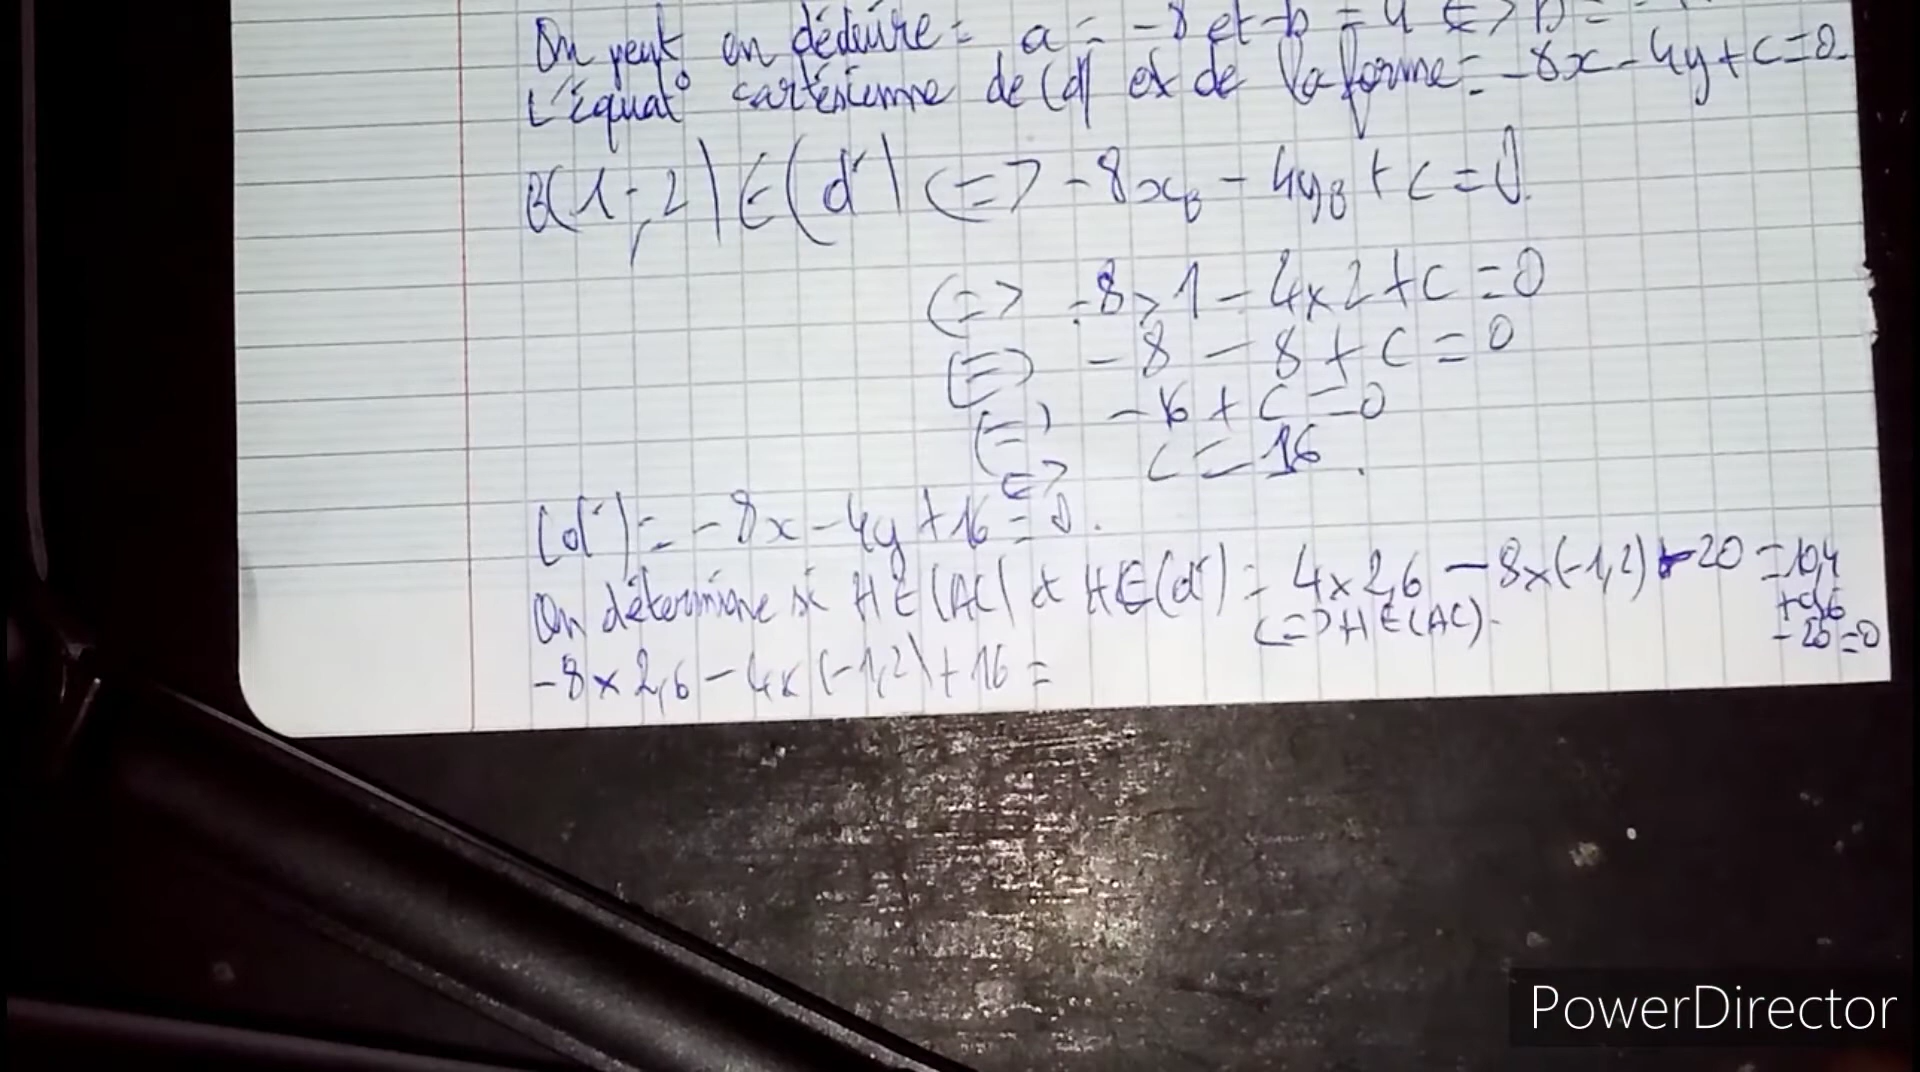 On peut en déduire = a = -8 et -b = 4 <=> b =
L'équat° cartésienne de (d') est de la forme = -8x - 4y + c = 0.
B(1 ; 2) ∈ (d') <=> -8xB - 4yB + c = 0.
<=> -8 × 1 - 4 × 2 + c = 0
<=> -8 - 8 + c = 0
<=> -16 + c = 0
<=> c = 16.
(d') = -8x - 4y + 16 = 0.
On détermine si H ∈ (AC) et H ∈ (d') = 4 × 2,6 - 8 × (-1,2) - 20 = 10,4
+ 9,6
- 20 = 0
<=> H ∈ (AC).
-8 × 2,6 - 4 × (-1,2) + 16 =
PowerDirector